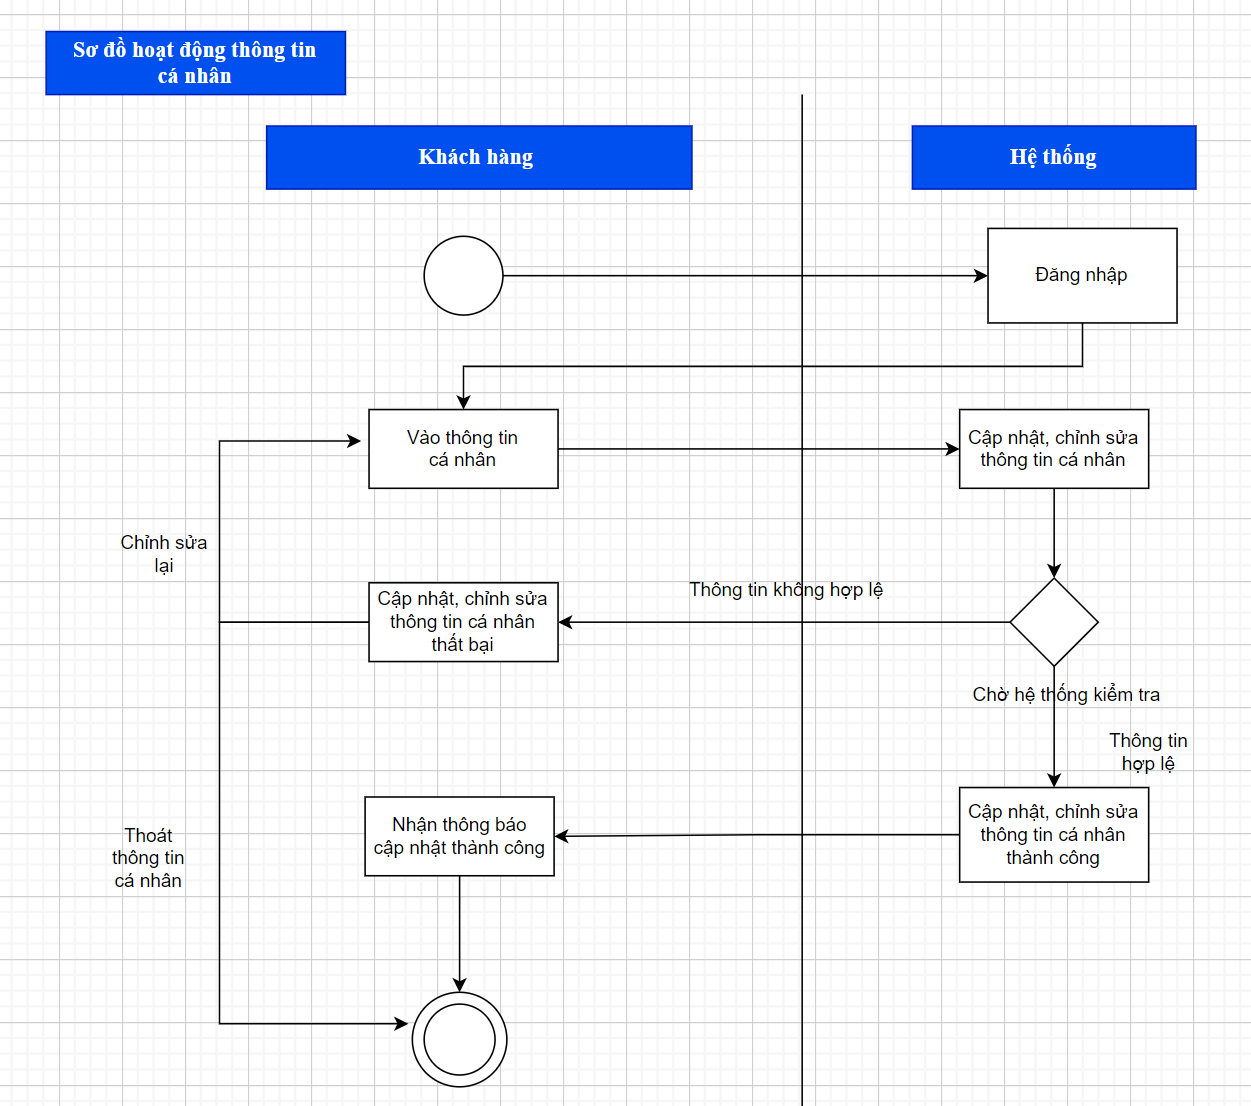 Sơ đồ hoạt động thông tin
cá nhân
Khách hàng
Hệ thống
Đăng nhập
Vào thông tin
cá nhân
Cập nhật, chỉnh sửa
thông tin cá nhân
Chỉnh sửa
lại
Thông tin không hợp lệ
Cập nhật, chỉnh sửa
thông tin cá nhân
thất bại
Chờ hệ thống kiểm tra
Thông tin
hợp lệ
Thoát
thông tin
cá nhân
Nhận thông báo
cập nhật thành công
Cập nhật, chỉnh sửa
thông tin cá nhân
thành công